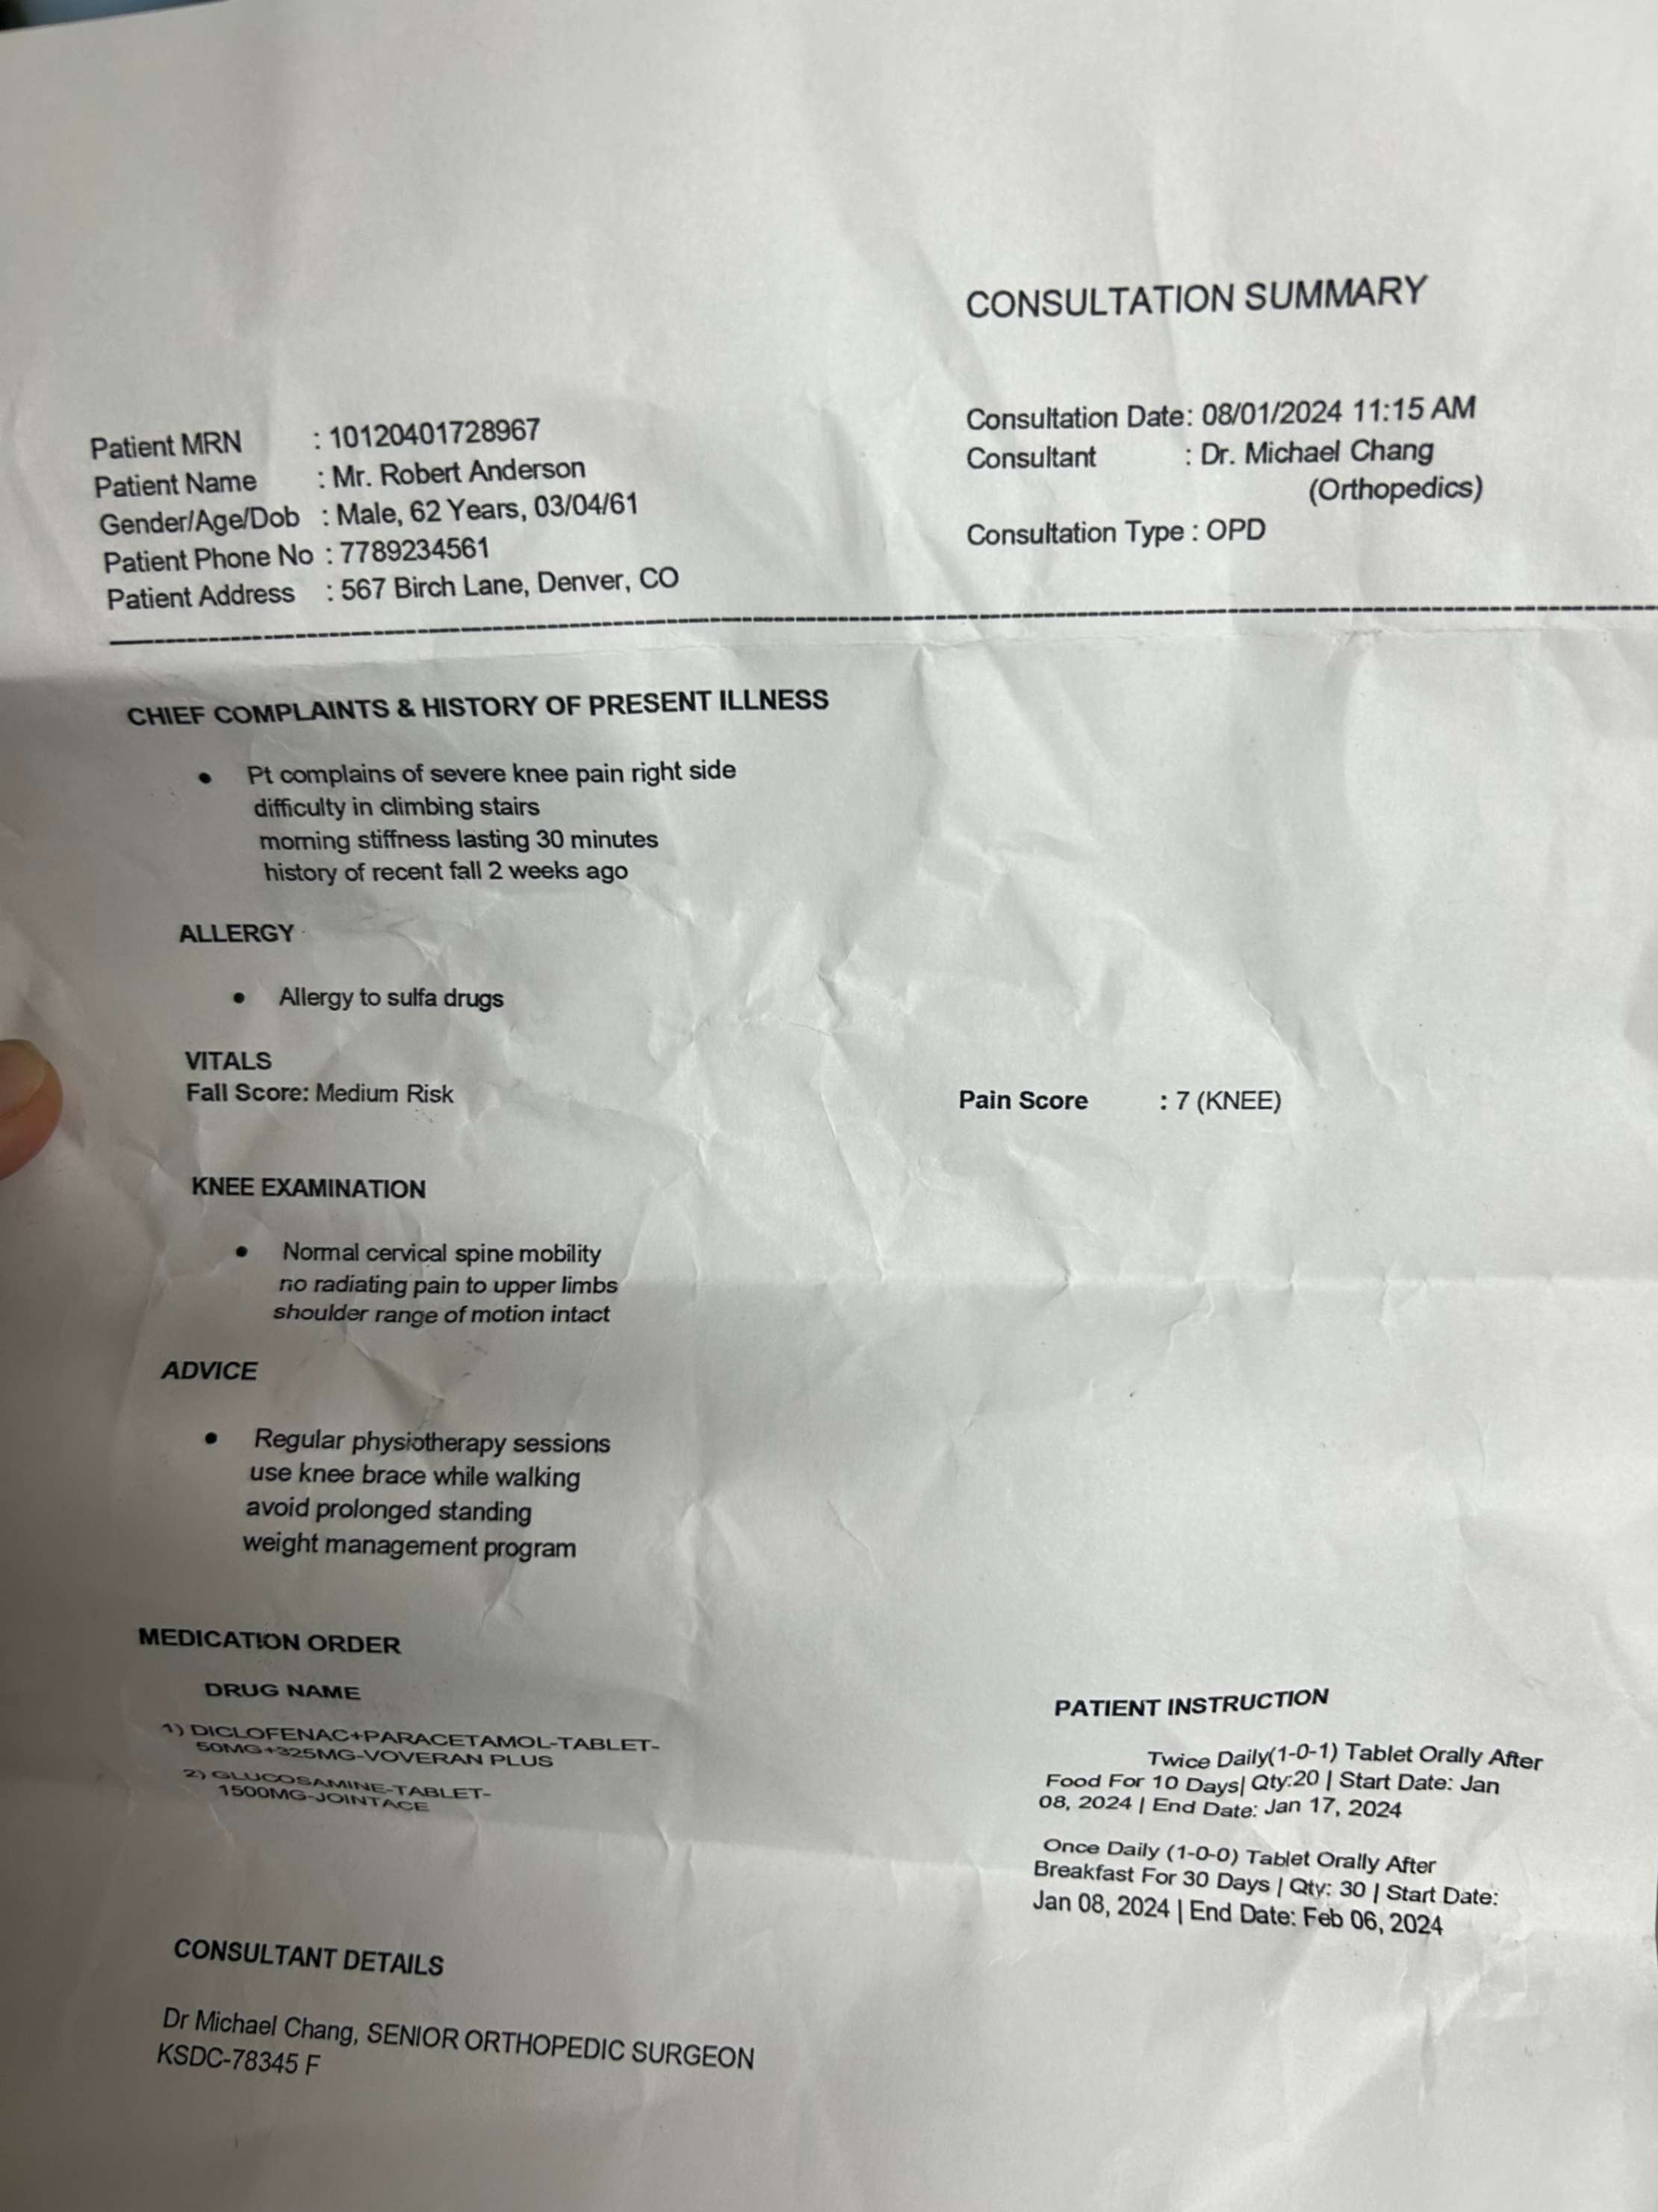 CONSULTATION SUMMARY
Patient MRN : 10120401728967
Patient Name : Mr. Robert Anderson
Gender/Age/Dob : Male, 62 Years, 03/04/61
Patient Phone No : 7789234561
Patient Address : 567 Birch Lane, Denver, CO
Consultation Date: 08/01/2024 11:15 AM
Consultant : Dr. Michael Chang
(Orthopedics)
Consultation Type : OPD
CHIEF COMPLAINTS & HISTORY OF PRESENT ILLNESS
• Pt complains of severe knee pain right side
difficulty in climbing stairs
morning stiffness lasting 30 minutes
history of recent fall 2 weeks ago
ALLERGY
• Allergy to sulfa drugs
VITALS
Fall Score: Medium Risk
Pain Score : 7 (KNEE)
KNEE EXAMINATION
• Normal cervical spine mobility
no radiating pain to upper limbs
shoulder range of motion intact
ADVICE
• Regular physiotherapy sessions
use knee brace while walking
avoid prolonged standing
weight management program
MEDICATION ORDER
DRUG NAME
1) DICLOFENAC+PARACETAMOL-TABLET-
50MG+325MG-VOVERAN PLUS
2) GLUCOSAMINE-TABLET-
1500MG-JOINTACE
PATIENT INSTRUCTION
Twice Daily(1-0-1) Tablet Orally After
Food For 10 Days| Qty:20 | Start Date: Jan
08, 2024 | End Date: Jan 17, 2024
Once Daily (1-0-0) Tablet Orally After
Breakfast For 30 Days | Qty: 30 | Start Date:
Jan 08, 2024 | End Date: Feb 06, 2024
CONSULTANT DETAILS
Dr Michael Chang, SENIOR ORTHOPEDIC SURGEON
KSDC-78345 F